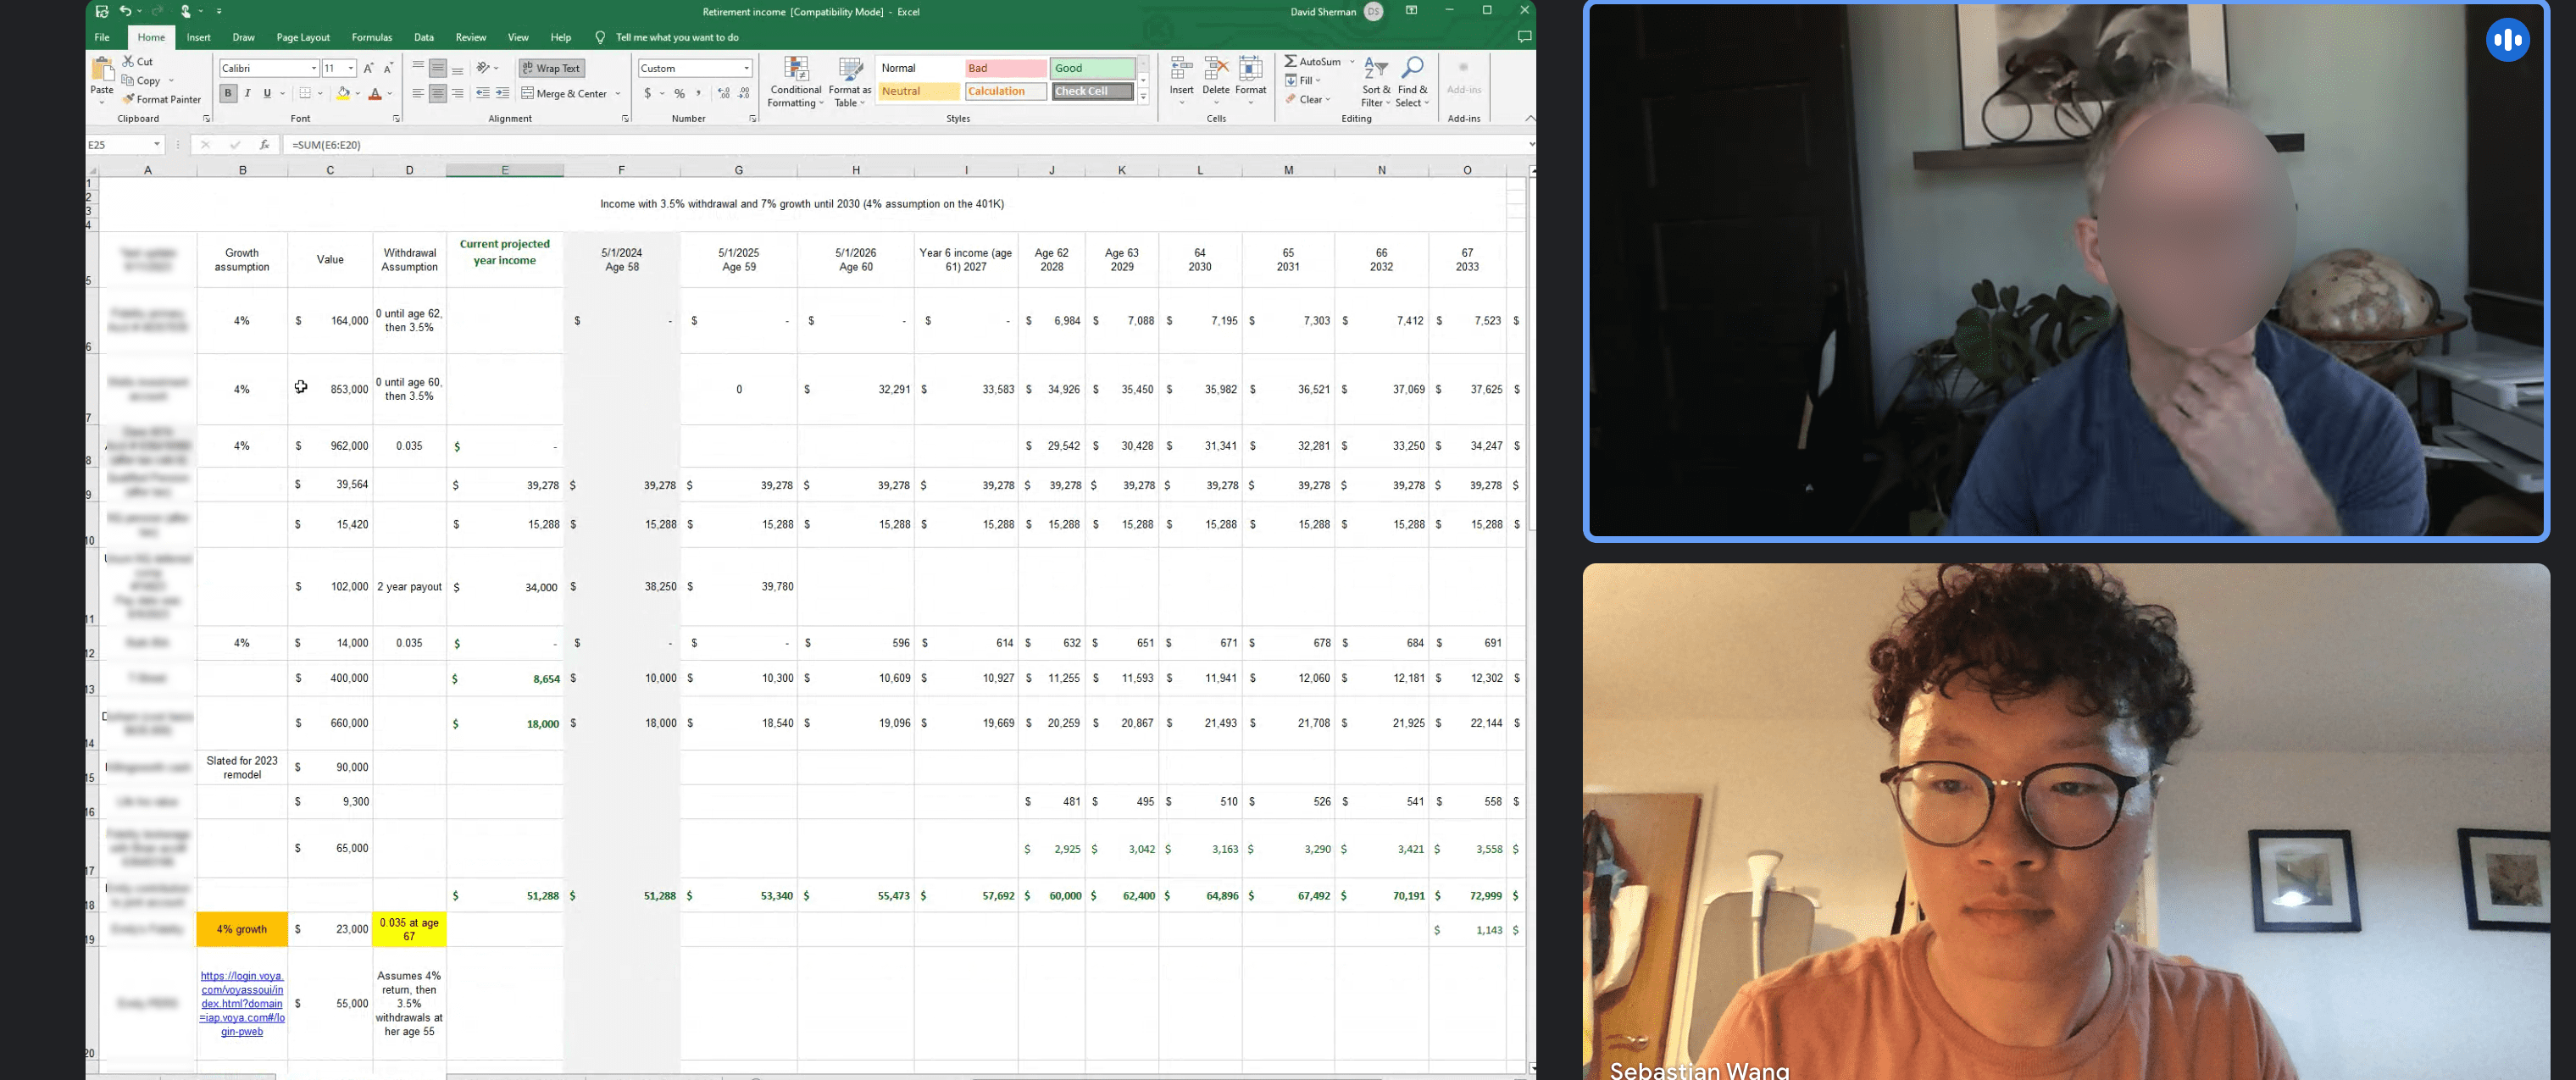 Retirement income [Compatibility Mode] - Excel
David Sherman DS
File Home Insert Draw Page Layout Formulas Data Review View Help Tell me what you want to do
Paste
Cut
Copy
Format Painter
Clipboard
Calibri 11
B I U
Font
Wrap Text
Merge & Center
Alignment
Custom
$ % ,
Number
Conditional Formatting
Format as Table
Normal Bad Good
Neutral Calculation Check Cell
Styles
Insert Delete Format
Cells
AutoSum
Fill
Clear
Sort & Filter
Find & Select
Editing
Add-ins
Add-ins
E25 fx =SUM(E6:E20)
A B C D E F G H I J K L M N O
1
2
3
4
Income with 3.5% withdrawal and 7% growth until 2030 (4% assumption on the 401K)
5 Growth assumption Value Withdrawal Assumption Current projected year income 5/1/2024 Age 58 5/1/2025 Age 59 5/1/2026 Age 60 Year 6 income (age 61) 2027 Age 62 2028 Age 63 2029 64 2030 65 2031 66 2032 67 2033
6 4% $ 164,000 0 until age 62, then 3.5% $ - $ - $ - $ - $ 6,984 $ 7,088 $ 7,195 $ 7,303 $ 7,412 $ 7,523 $
7 4% 853,000 0 until age 60, then 3.5% 0 $ 32,291 $ 33,583 $ 34,926 $ 35,450 $ 35,982 $ 36,521 $ 37,069 $ 37,625 $
8 4% $ 962,000 0.035 $ - $ 29,542 $ 30,428 $ 31,341 $ 32,281 $ 33,250 $ 34,247 $
9 $ 39,564 $ 39,278 $ 39,278 $ 39,278 $ 39,278 $ 39,278 $ 39,278 $ 39,278 $ 39,278 $ 39,278 $ 39,278 $ 39,278 $
10 $ 15,420 $ 15,288 $ 15,288 $ 15,288 $ 15,288 $ 15,288 $ 15,288 $ 15,288 $ 15,288 $ 15,288 $ 15,288 $ 15,288 $
11 $ 102,000 2 year payout $ 34,000 $ 38,250 $ 39,780
12 4% $ 14,000 0.035 $ - $ - $ - $ 596 $ 614 $ 632 $ 651 $ 671 $ 678 $ 684 $ 691
13 $ 400,000 $ 8,654 $ 10,000 $ 10,300 $ 10,609 $ 10,927 $ 11,255 $ 11,593 $ 11,941 $ 12,060 $ 12,181 $ 12,302 $
14 $ 660,000 $ 18,000 $ 18,000 $ 18,540 $ 19,096 $ 19,669 $ 20,259 $ 20,867 $ 21,493 $ 21,708 $ 21,925 $ 22,144 $
15 Slated for 2023 remodel $ 90,000
16 $ 9,300 $ 481 $ 495 $ 510 $ 526 $ 541 $ 558 $
17 $ 65,000 $ 2,925 $ 3,042 $ 3,163 $ 3,290 $ 3,421 $ 3,558 $
18 $ 51,288 $ 51,288 $ 53,340 $ 55,473 $ 57,692 $ 60,000 $ 62,400 $ 64,896 $ 67,492 $ 70,191 $ 72,999 $
19 4% growth $ 23,000 0.035 at age 67 $ 1,143 $
20 https://login.voya.com/voyassoui/index.html?domain=iap.voya.com#/login-pweb $ 55,000 Assumes 4% return, then 3.5% withdrawals at her age 55
Sebastian Wang